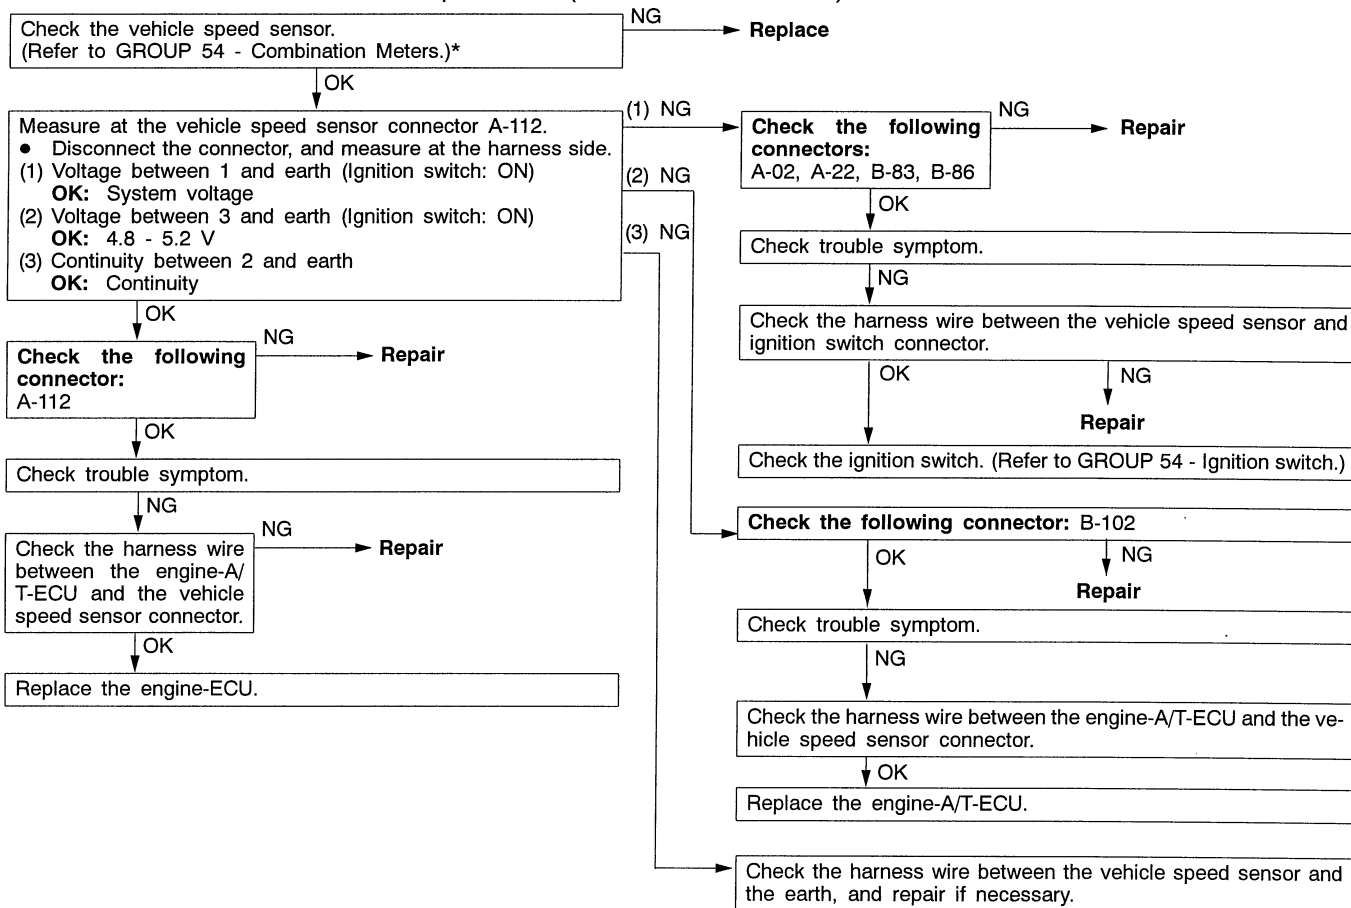 Check the vehicle speed sensor.
(Refer to GROUP 54 - Combination Meters.)*
NG
Replace
OK
Measure at the vehicle speed sensor connector A-112.
● Disconnect the connector, and measure at the harness side.
(1) Voltage between 1 and earth (Ignition switch: ON)
OK: System voltage
(2) Voltage between 3 and earth (Ignition switch: ON)
OK: 4.8 - 5.2 V
(3) Continuity between 2 and earth
OK: Continuity
(1) NG
(2) NG
(3) NG
OK
Check the following
connector:
A-112
NG
Repair
OK
Check trouble symptom.
NG
Check the harness wire
between the engine-A/
T-ECU and the vehicle
speed sensor connector.
NG
Repair
OK
Replace the engine-ECU.
Check the following
connectors:
A-02, A-22, B-83, B-86
NG
Repair
OK
Check trouble symptom.
NG
Check the harness wire between the vehicle speed sensor and
ignition switch connector.
OK
NG
Repair
Check the ignition switch. (Refer to GROUP 54 - Ignition switch.)
Check the following connector: B-102
OK
NG
Repair
Check trouble symptom.
NG
Check the harness wire between the engine-A/T-ECU and the ve-
hicle speed sensor connector.
OK
Replace the engine-A/T-ECU.
Check the harness wire between the vehicle speed sensor and
the earth, and repair if necessary.